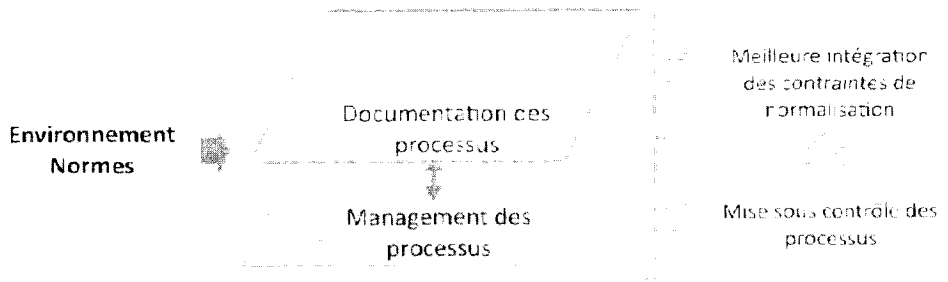 Environnement
Normes
Documentation des
processus
Management des
processus
Meilleure intégration
des contraintes de
normalisation
Mise sous contrôle des
processus